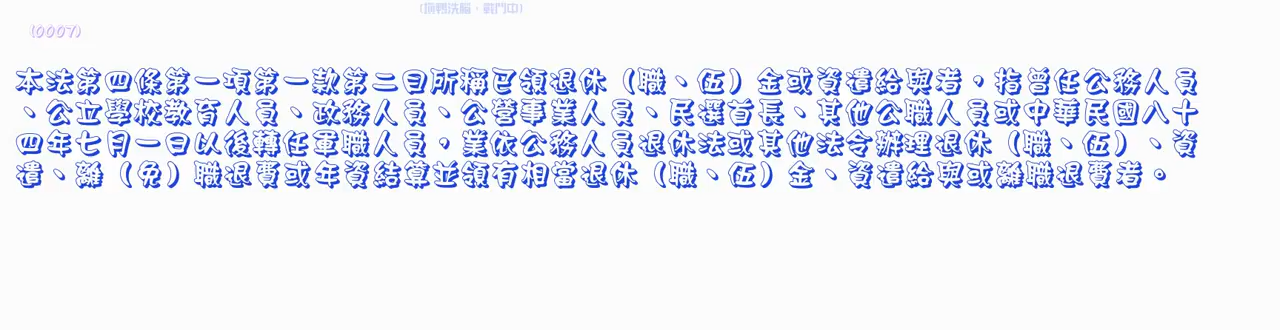 (摘轉洗腦，戰鬥中)
(0007)
本法第四條第一項第一款第二目所稱已領退休（職、伍）金或資遣給與者，指曾任公務人員
、公立學校教育人員、政務人員、公營事業人員、民選首長、其他公職人員或中華民國八十
四年七月一日以後轉任軍職人員，業依公務人員退休法或其他法令辦理退休（職、伍）、資
遣、離（免）職退費或年資結算並領有相當退休（職、伍）金、資遣給與或離職退費者。